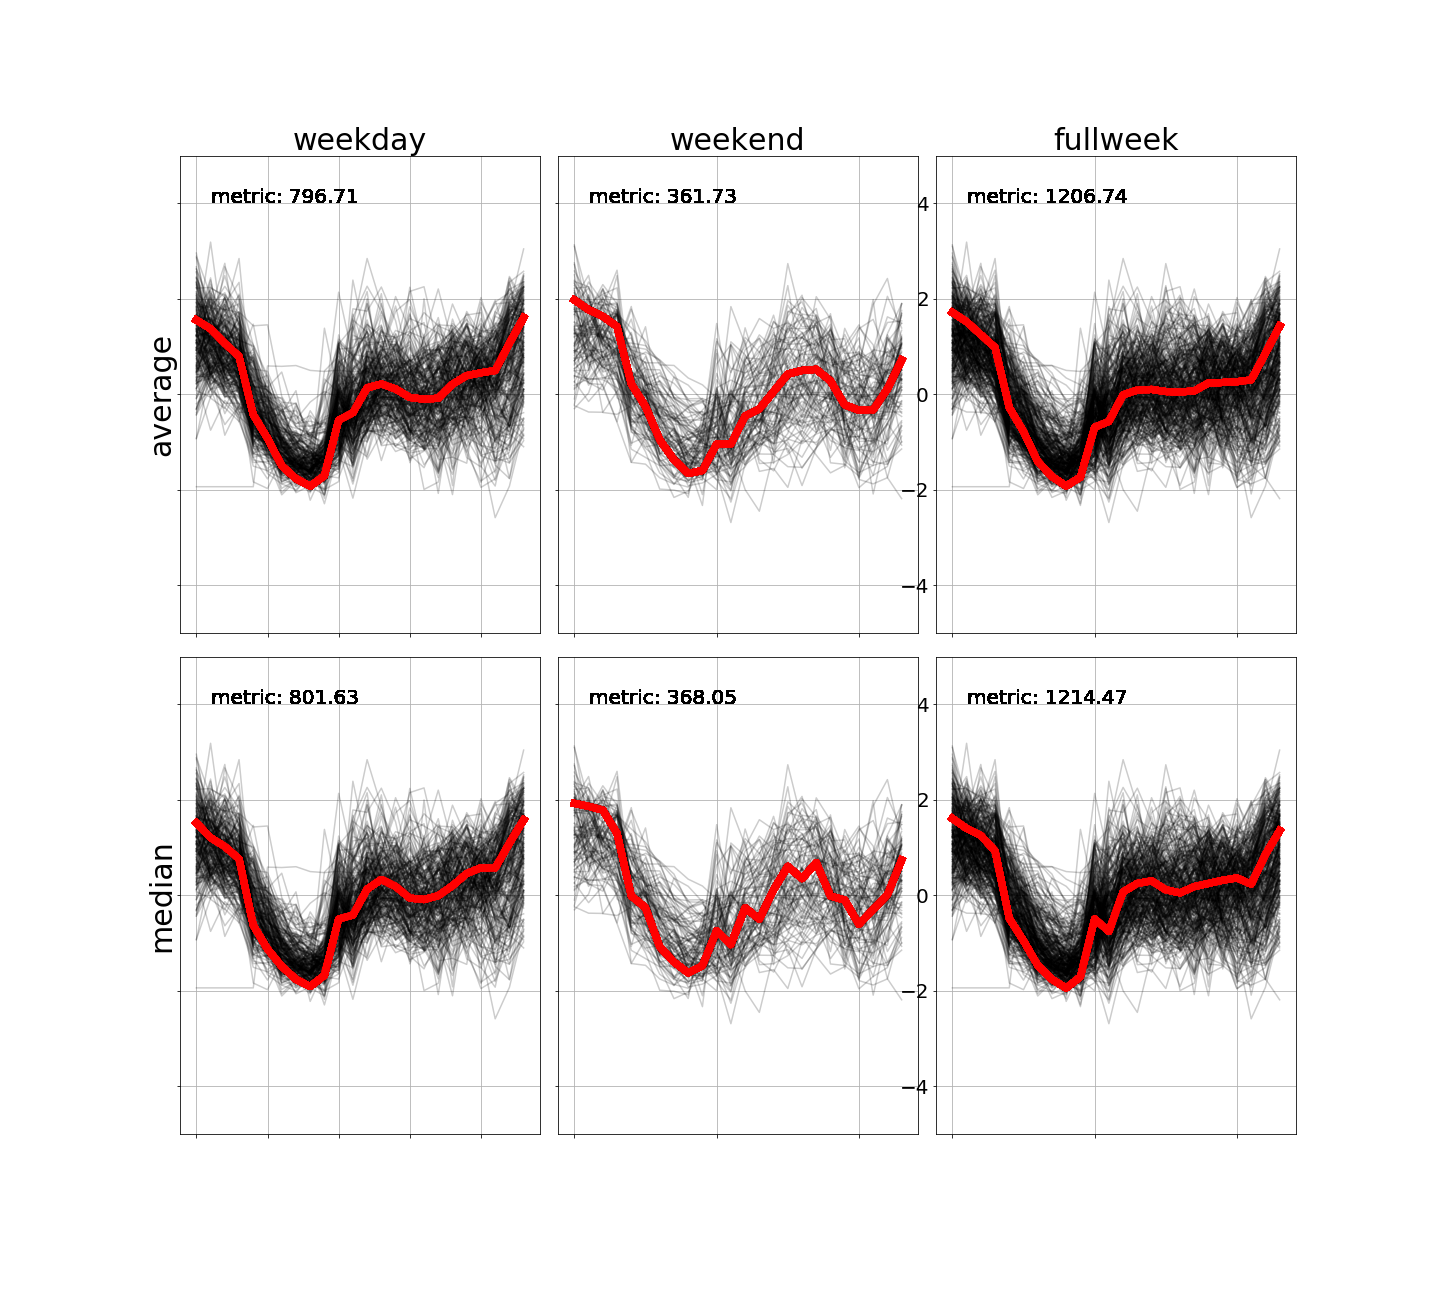 weekday
weekend
fullweek
average
metric: 796.71
metric: 361.73
metric: 1206.74
4
2
0
−2
−4
median
metric: 801.63
metric: 368.05
metric: 1214.47
4
2
0
−2
−4